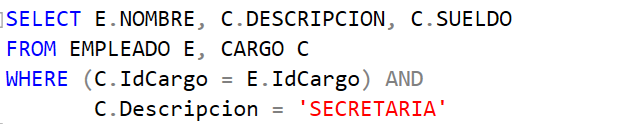 SELECT E.NOMBRE, C.DESCRIPCION, C.SUELDO
FROM EMPLEADO E, CARGO C
WHERE (C.IdCargo = E.IdCargo) AND
C.Descripcion = 'SECRETARIA'